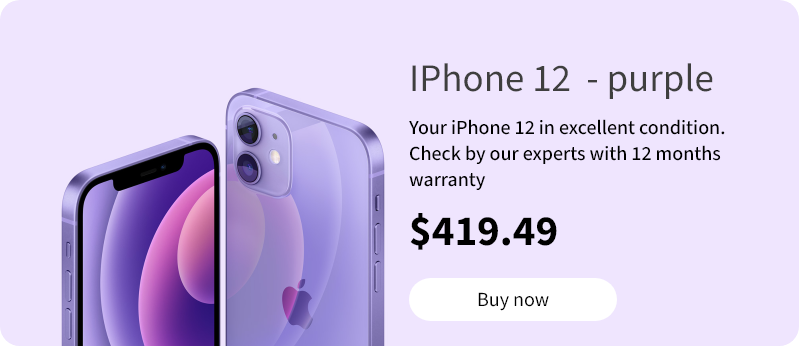 IPhone 12 - purple
Your iPhone 12 in excellent condition.
Check by our experts with 12 months
warranty
$419.49
Buy now